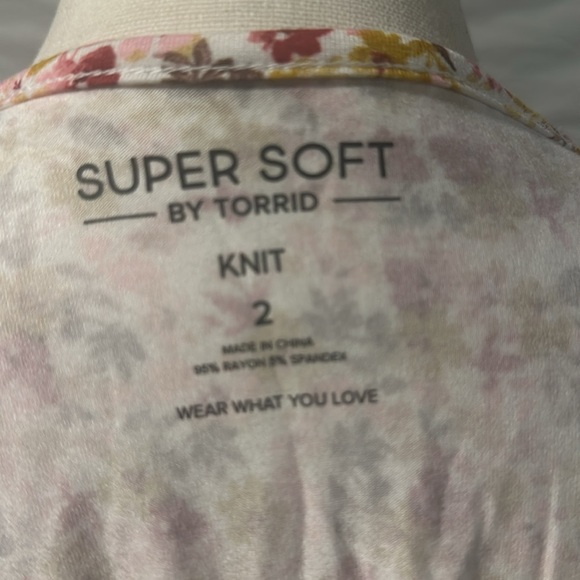 SUPER SOFT
BY TORRID
KNIT
2
MADE IN CHINA
95% RAYON 5% SPANDEX
WEAR WHAT YOU LOVE